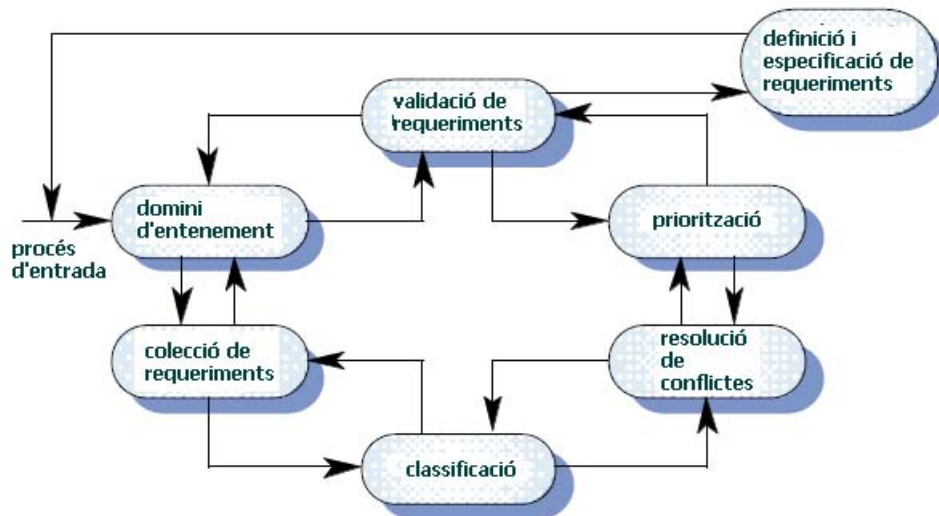 definició i
especificació de
requeriments
validació de
requeriments
domini
d'entenement
priorització
procés
d'entrada
colecció de
requeriments
resolució
de
conflictes
classificació